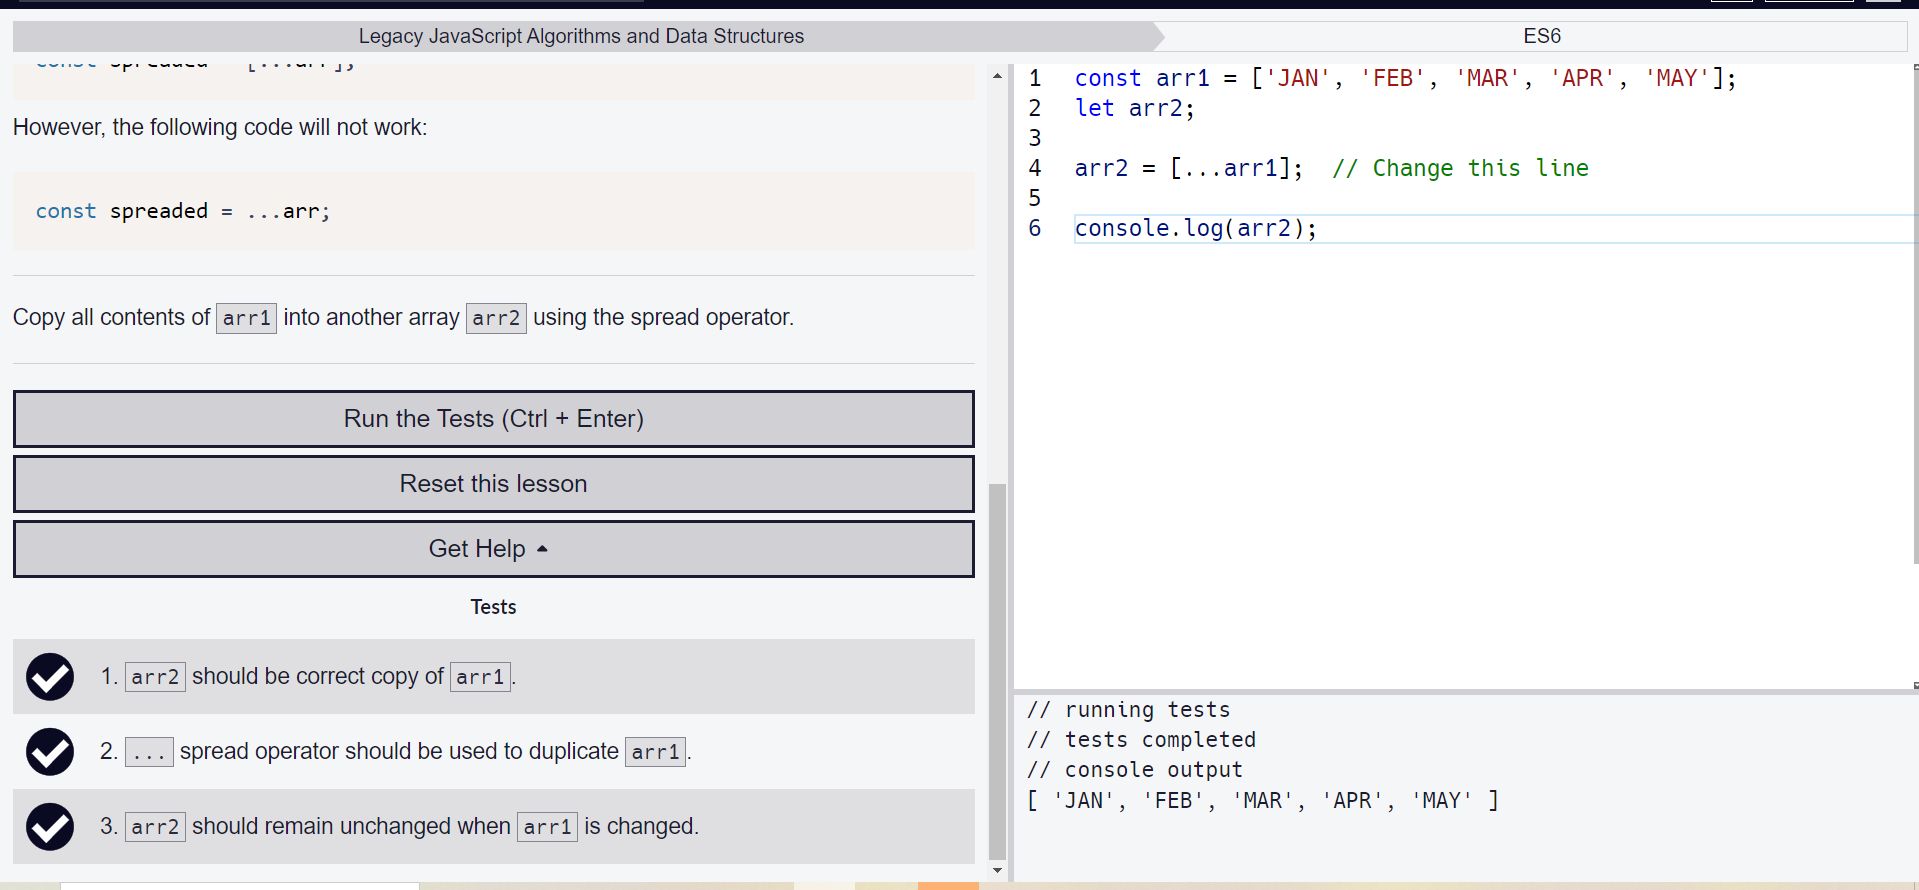 Legacy JavaScript Algorithms and Data Structures
ES6
const spreaded = [...arr];
However, the following code will not work:
const spreaded = ...arr;
Copy all contents of arr1 into another array arr2 using the spread operator.
Run the Tests (Ctrl + Enter)
Reset this lesson
Get Help
Tests
1. arr2 should be correct copy of arr1.
2. ... spread operator should be used to duplicate arr1.
3. arr2 should remain unchanged when arr1 is changed.
1 const arr1 = ['JAN', 'FEB', 'MAR', 'APR', 'MAY'];
2 let arr2;
3
4 arr2 = [...arr1];  // Change this line
5
6 console.log(arr2);
// running tests
// tests completed
// console output
[ 'JAN', 'FEB', 'MAR', 'APR', 'MAY' ]